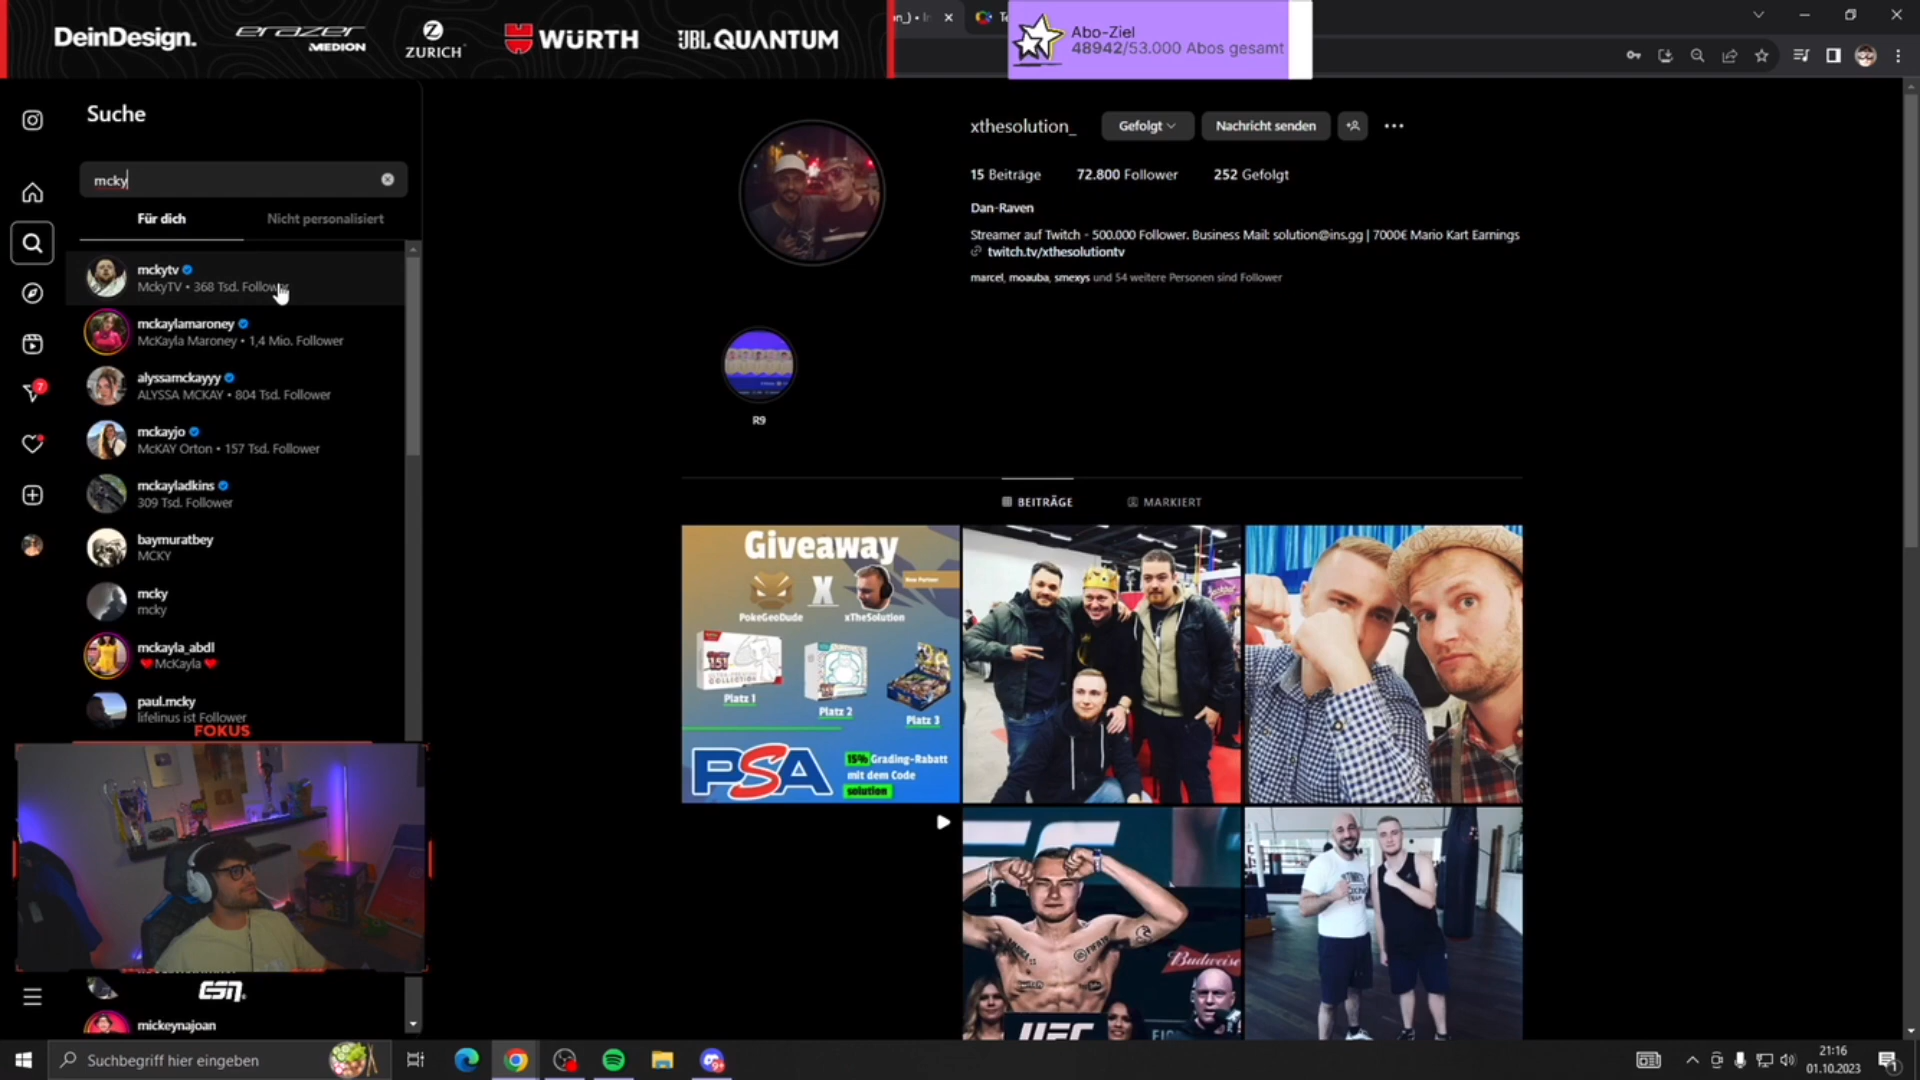 DeinDesign.
erazer
MEDION
ZURICH
WÜRTH
JBL QUANTUM
Abo-Ziel
48942/53.000 Abos gesamt
Suche
mcky
Für dich
Nicht personalisiert
mckytv
MckyTV • 368 Tsd. Follower
mckaylamaroney
McKayla Maroney • 1,4 Mio. Follower
alyssamckayyy
ALYSSA MCKAY • 804 Tsd. Follower
mckayjo
McKAY Orton • 157 Tsd. Follower
mckayladkins
309 Tsd. Follower
baymuratbey
MCKY
mcky
mcky
mckayla_abdl
McKayla
paul.mcky
lifelinus ist Follower
FOKUS
mickeynajoan
7
xthesolution_
Gefolgt
Nachricht senden
15 Beiträge
72.800 Follower
252 Gefolgt
Dan-Raven
Streamer auf Twitch - 500.000 Follower. Business Mail: solution@ins.gg | 7000€ Mario Kart Earnings
twitch.tv/xthesolutiontv
marcel, moauba, smexys und 54 weitere Personen sind Follower
R9
BEITRÄGE
MARKIERT
Giveaway
New Partner
X
PokeGeoDude
xTheSolution
151
Platz 1
Platz 2
Platz 3
PSA
15% Grading-Rabatt
mit dem Code
solution
Budweiser
UFC
Suchbegriff hier eingeben
21:16
01.10.2023